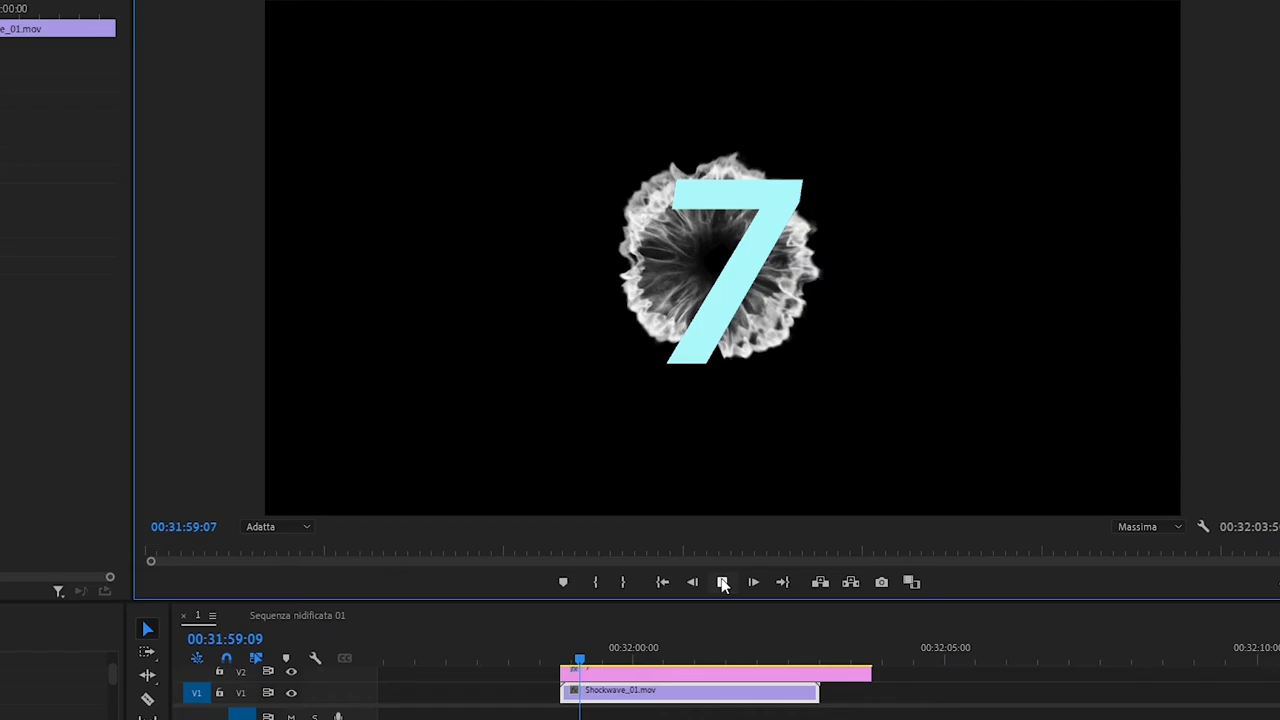 :00:00
e_01.mov
7
00:31:59:07
Adatta
Massima
00:32:03:5
1
Sequenza nidificata 01
00:31:59:09
00:32:00:00
00:32:05:00
00:32:10:0
V2
7
V1
V1
Shockwave_01.mov
M
S